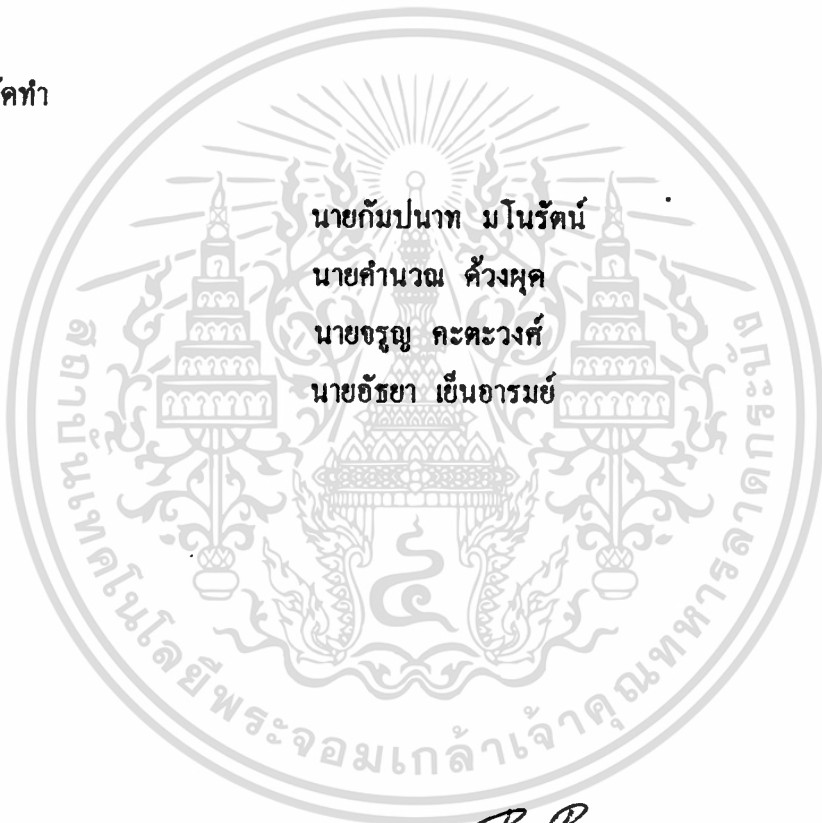 นายกัมปนาท มโนรัตน์
นายคำนวณ ด้วงผุด
นายจรูญ คะตะวงศ์
นายอัธยา เย็นอารมย์
สถาบันเทคโนโลยีพระจอมเกล้าเจ้าคุณทหารลาดกระบัง